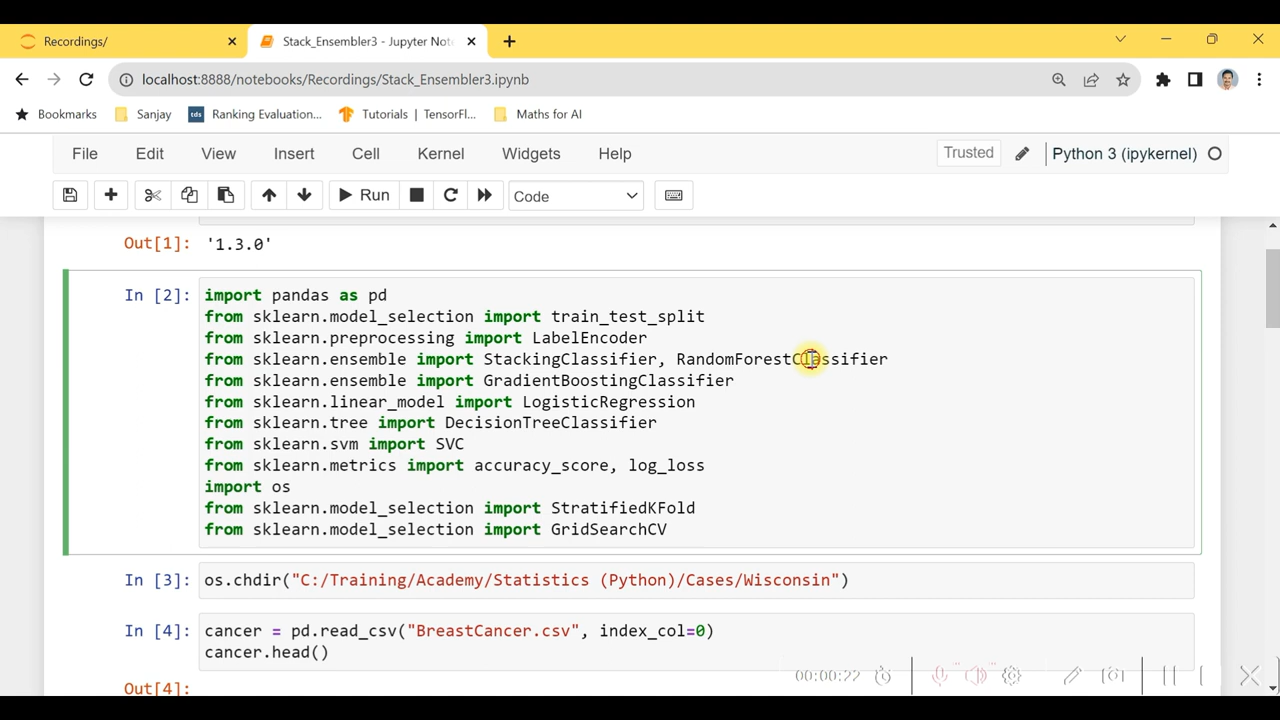 Recordings/
Stack_Ensembler3 - Jupyter Note
localhost:8888/notebooks/Recordings/Stack_Ensembler3.ipynb
Bookmarks Sanjay tds Ranking Evaluation... Tutorials | TensorFl... Maths for AI
File Edit View Insert Cell Kernel Widgets Help Trusted Python 3 (ipykernel)
Run Code
Out[1]: '1.3.0'
In [2]: import pandas as pd
from sklearn.model_selection import train_test_split
from sklearn.preprocessing import LabelEncoder
from sklearn.ensemble import StackingClassifier, RandomForestClassifier
from sklearn.ensemble import GradientBoostingClassifier
from sklearn.linear_model import LogisticRegression
from sklearn.tree import DecisionTreeClassifier
from sklearn.svm import SVC
from sklearn.metrics import accuracy_score, log_loss
import os
from sklearn.model_selection import StratifiedKFold
from sklearn.model_selection import GridSearchCV
In [3]: os.chdir("C:/Training/Academy/Statistics (Python)/Cases/Wisconsin")
In [4]: cancer = pd.read_csv("BreastCancer.csv", index_col=0)
cancer.head()
00:00:22
Out[4]: